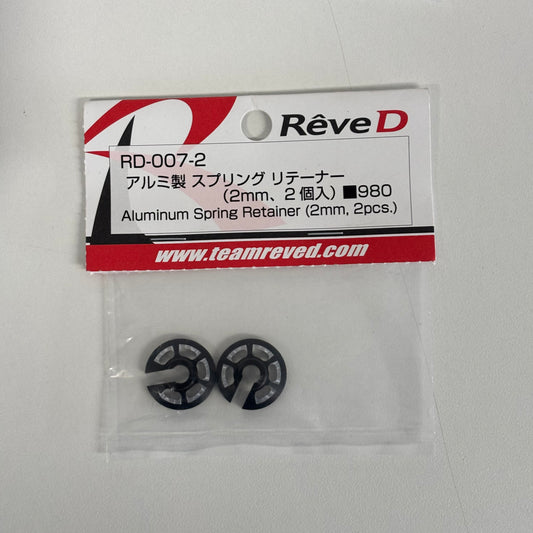 RêveD
RD-007-2
アルミ製 スプリング リテーナー
（2mm、2個入）■980
Aluminum Spring Retainer (2mm, 2pcs.)
www.teamreved.com